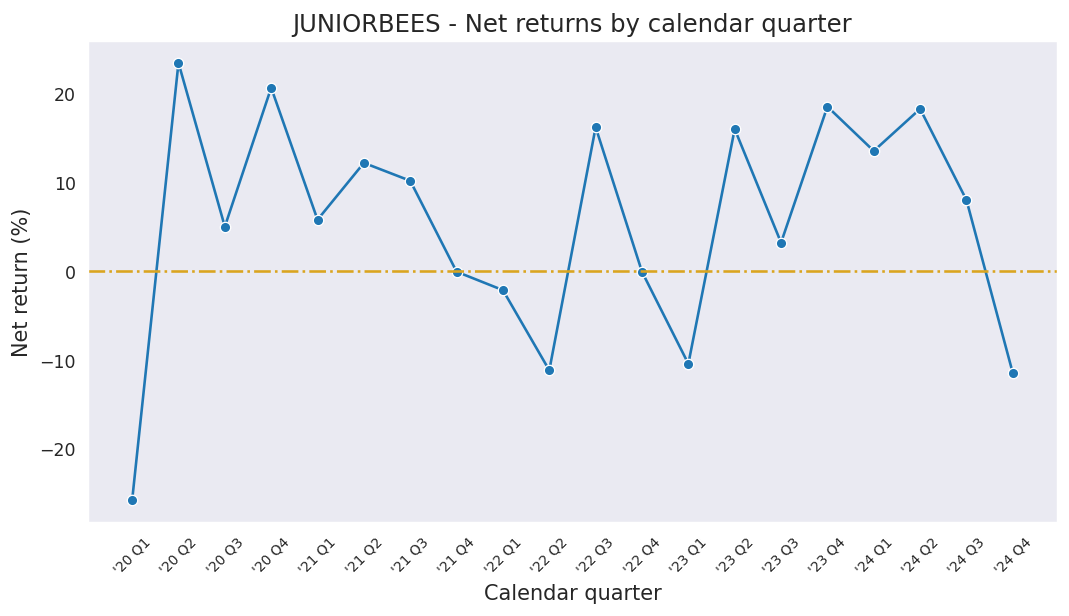 JUNIORBEES - Net returns by calendar quarter
Net return (%)
20
10
0
−10
−20
'20 Q1
'20 Q2
'20 Q3
'20 Q4
'21 Q1
'21 Q2
'21 Q3
'21 Q4
'22 Q1
'22 Q2
'22 Q3
'22 Q4
'23 Q1
'23 Q2
'23 Q3
'23 Q4
'24 Q1
'24 Q2
'24 Q3
'24 Q4
Calendar quarter